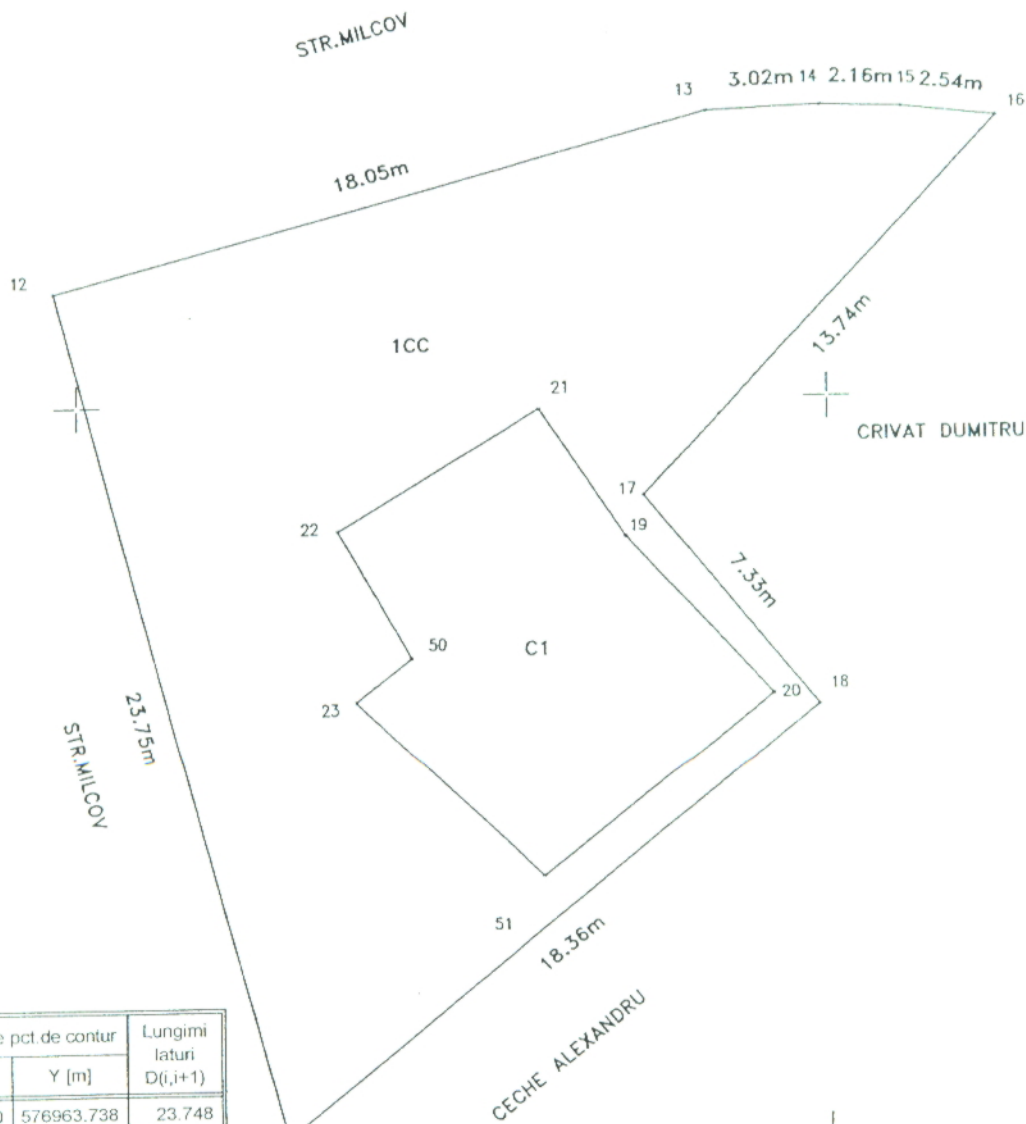 STR.MILCOV
3.02m 14 2.16m 15 2.54m
13
16
18.05m
12
1CC
13.74m
21
CRIVAT DUMITRU
17
22
19
7.33m
50
C1
18
20
23
23.75m
STR.MILCOV
51
18.36m
CECHE ALEXANDRU
pct.de contur
Lungimi
laturi
D(i,i+1)
Y [m]
576963.738
23.748